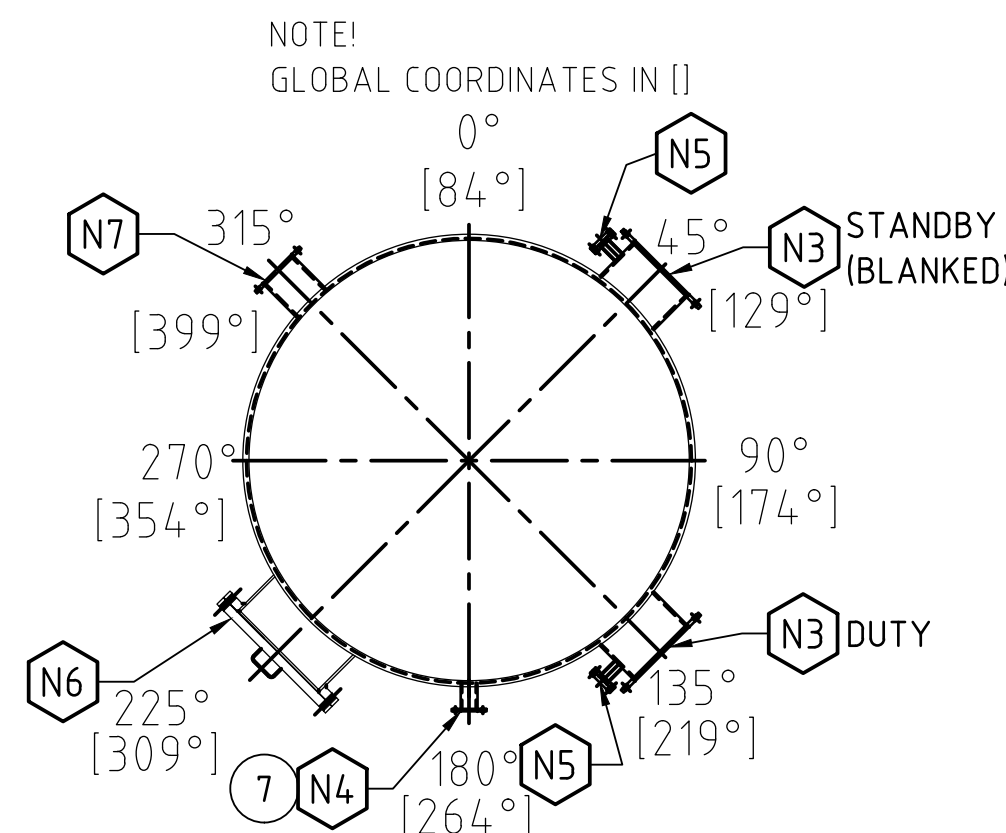 NOTE!
GLOBAL COORDINATES IN []
0°
[84°]
N5
N7
315°
45°
N3
STANDBY
(BLANKED)
[399°]
[129°]
270°
90°
[354°]
[174°]
N3
DUTY
N6
225°
135°
[309°]
[219°]
7
N4
180°
N5
[264°]